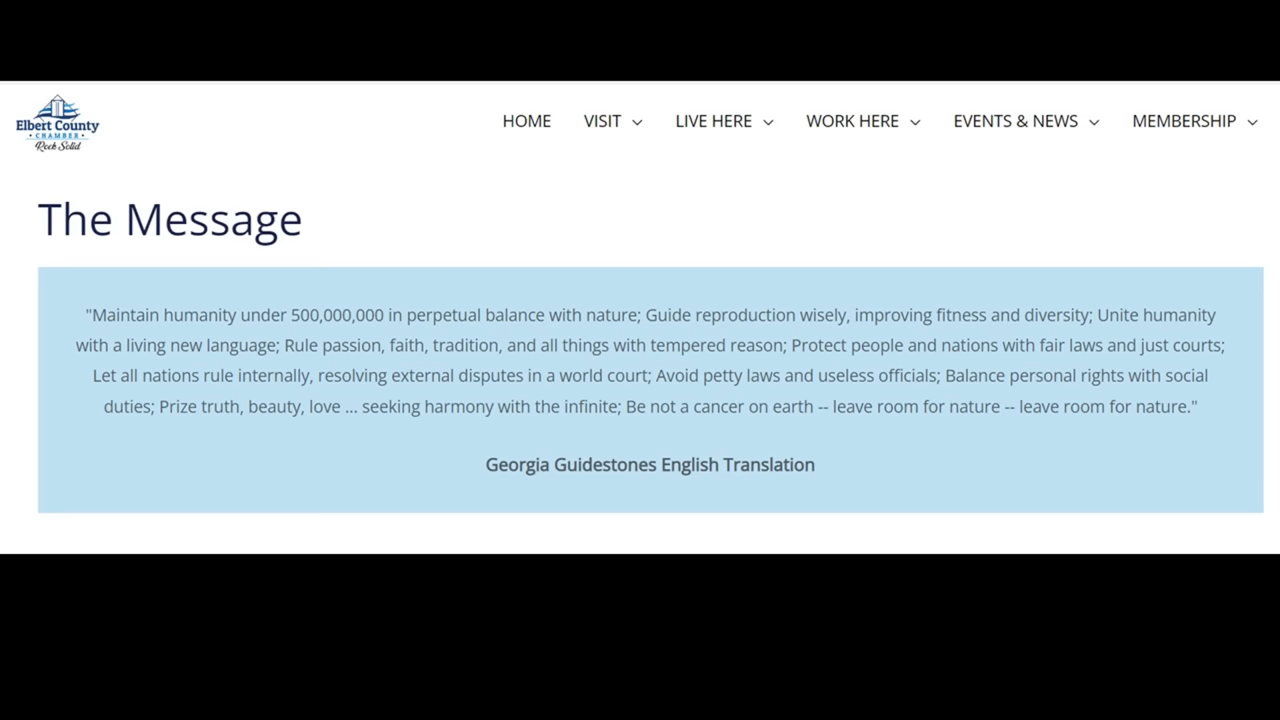 Elbert County
• CHAMBER •
Rock Solid
HOME VISIT LIVE HERE WORK HERE EVENTS & NEWS MEMBERSHIP
The Message
"Maintain humanity under 500,000,000 in perpetual balance with nature; Guide reproduction wisely, improving fitness and diversity; Unite humanity
with a living new language; Rule passion, faith, tradition, and all things with tempered reason; Protect people and nations with fair laws and just courts;
Let all nations rule internally, resolving external disputes in a world court; Avoid petty laws and useless officials; Balance personal rights with social
duties; Prize truth, beauty, love ... seeking harmony with the infinite; Be not a cancer on earth -- leave room for nature -- leave room for nature."
Georgia Guidestones English Translation